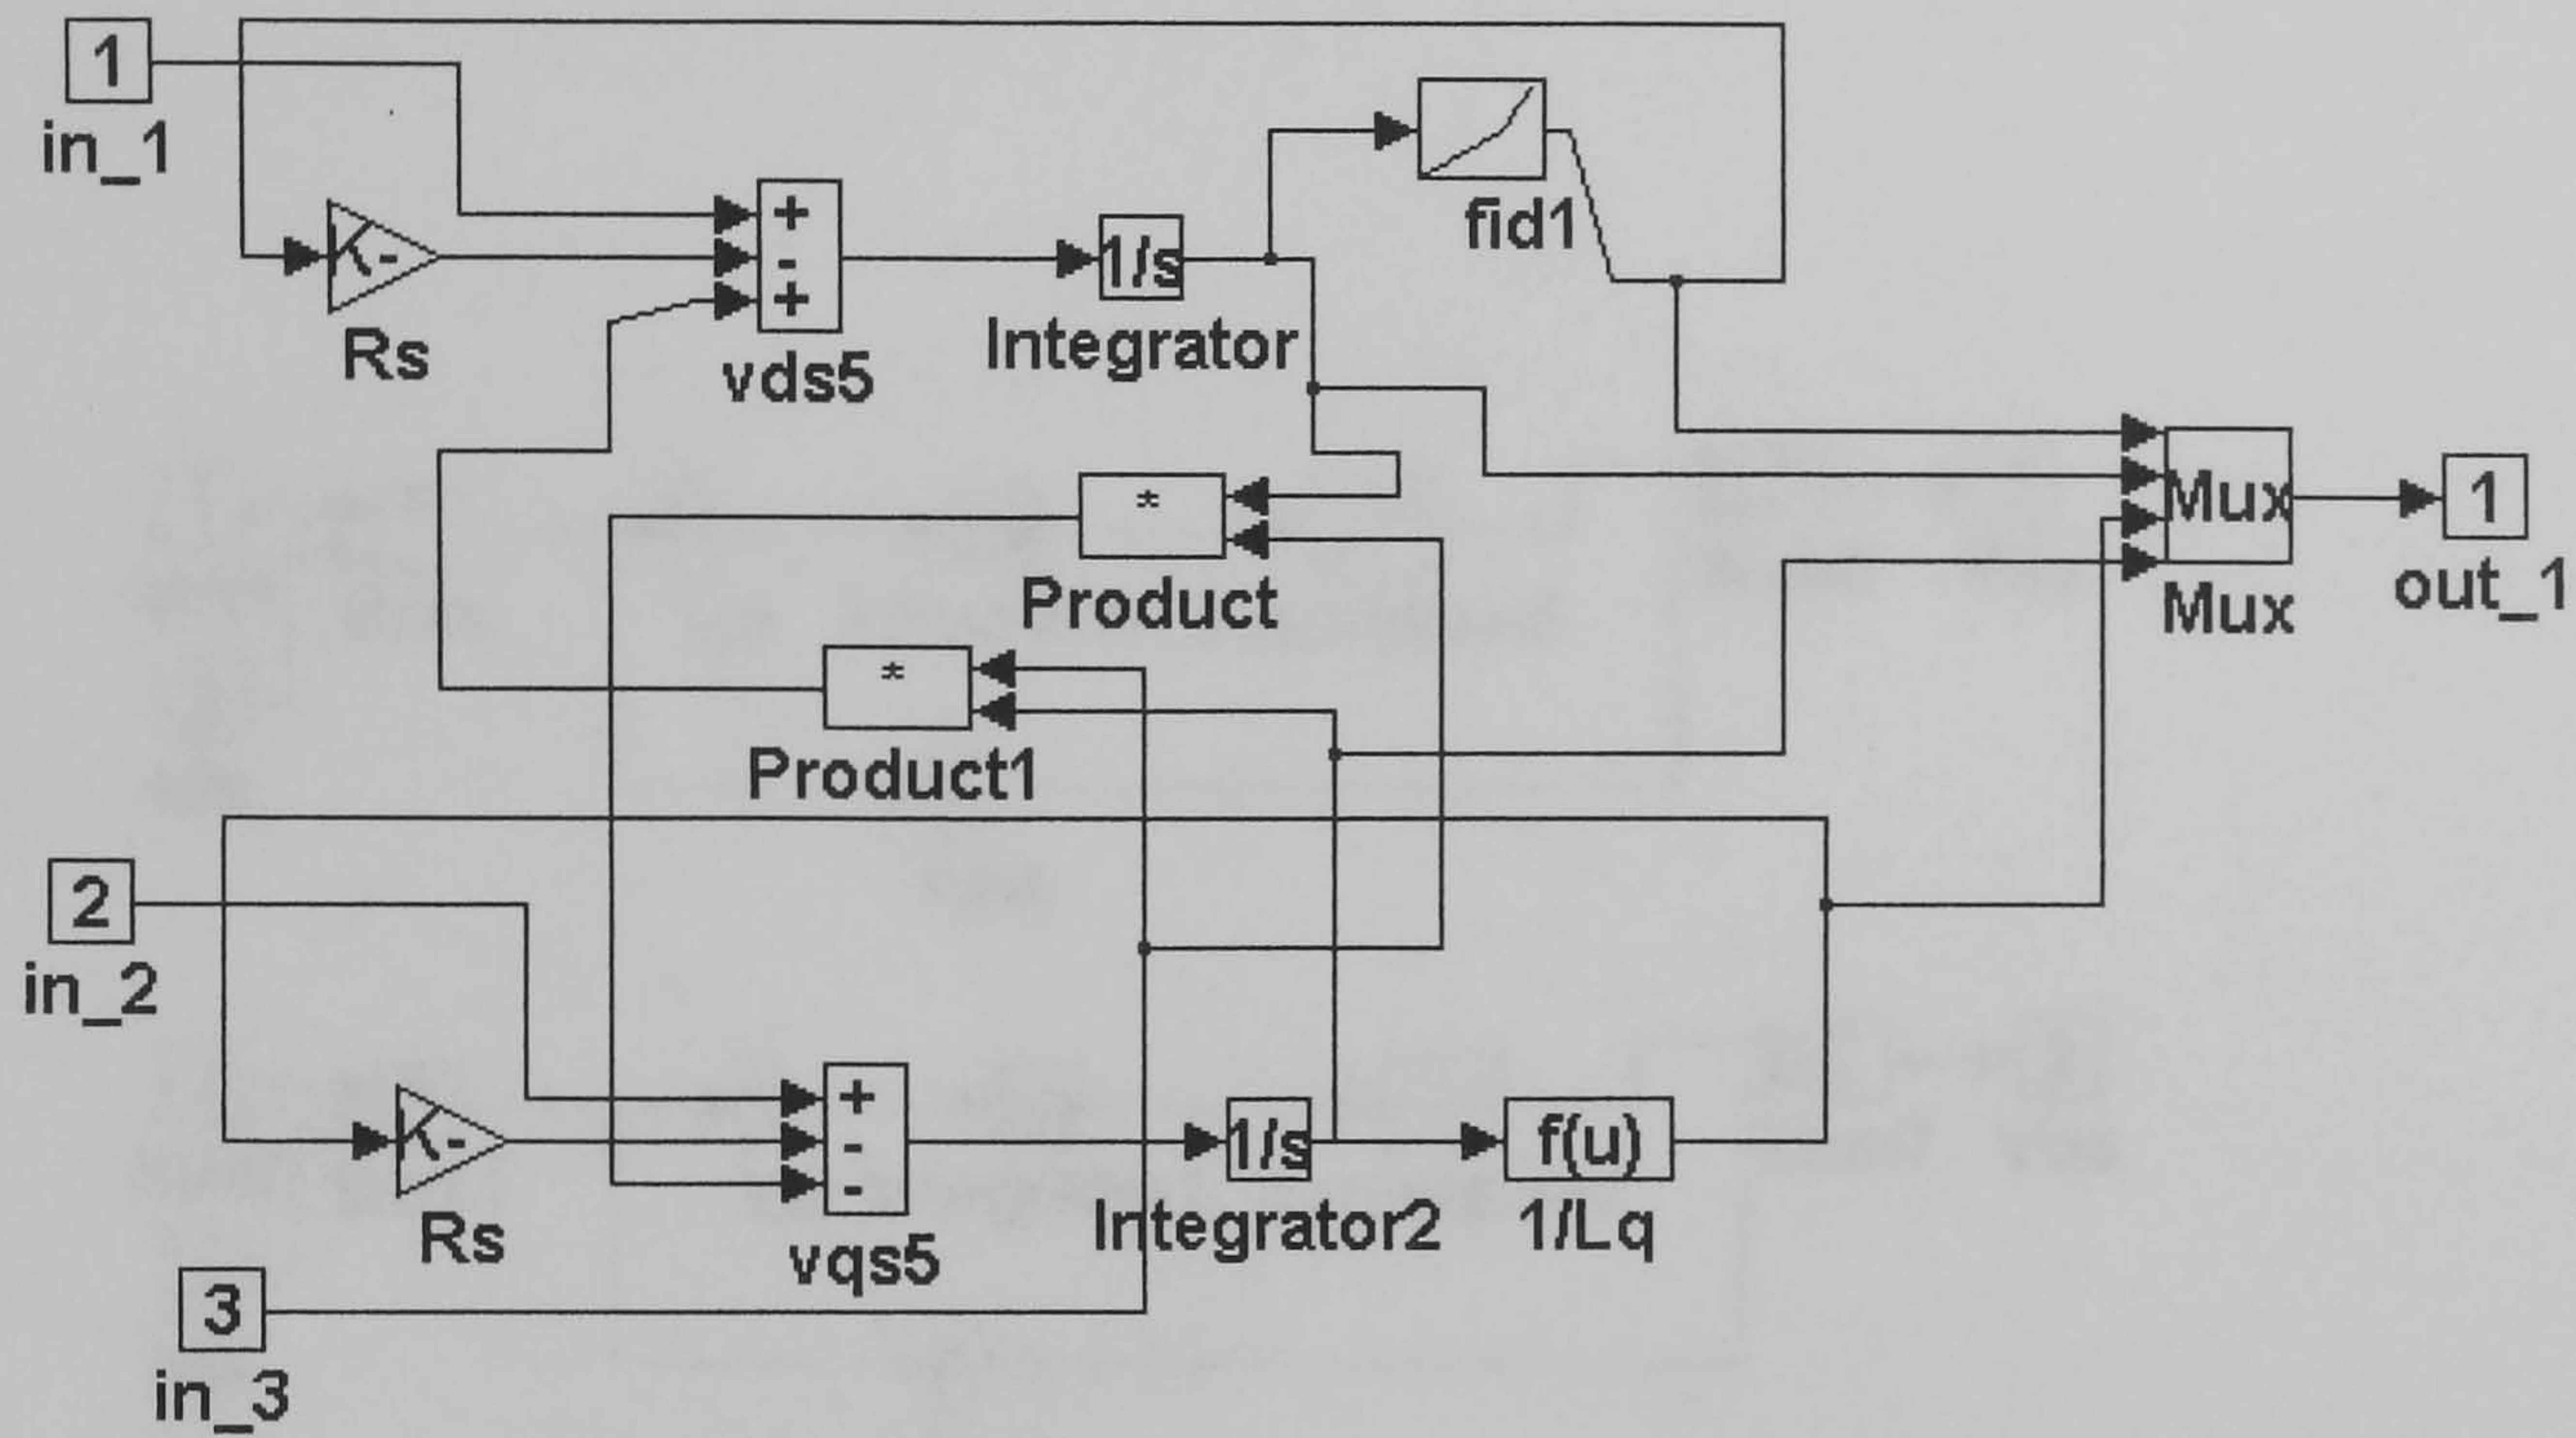 1
in_1
K-
Rs
+
-
+
vds5
1/s
Integrator
fid1
*
Product
*
Product1
Mux
Mux
1
out_1
2
in_2
K-
Rs
+
-
-
vqs5
1/s
Integrator2
f(u)
1/Lq
3
in_3